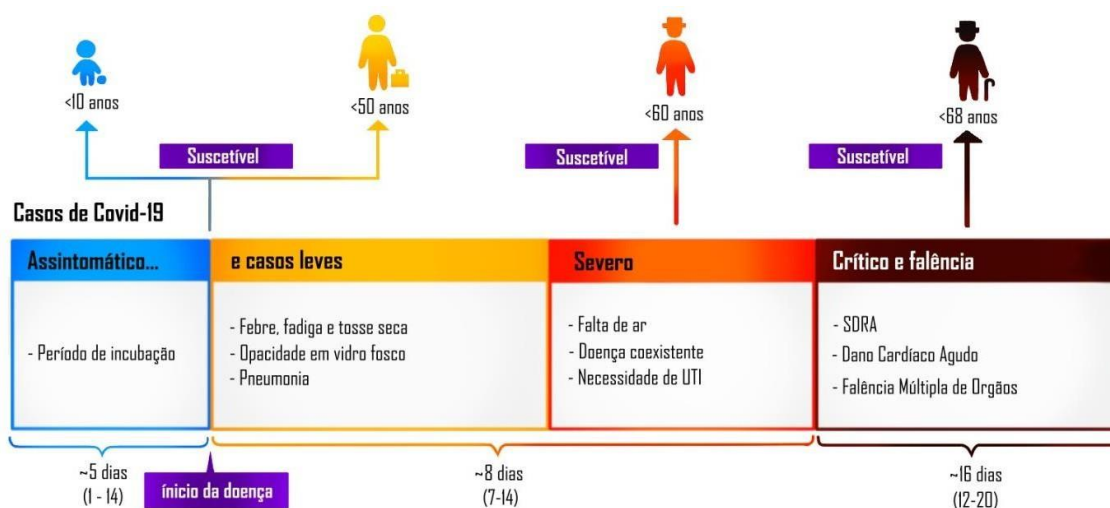 <10 anos
<50 anos
<60 anos
<68 anos
Suscetível
Suscetível
Suscetível
Casos de Covid-19
Assintomático...
- Período de incubação
e casos leves
- Febre, fadiga e tosse seca
- Opacidade em vidro fosco
- Pneumonia
Severo
- Falta de ar
- Doença coexistente
- Necessidade de UTI
Crítico e falência
- SDRA
- Dano Cardíaco Agudo
- Falência Múltipla de Orgãos
~5 dias
(1 - 14)
ínicio da doença
~8 dias
(7-14)
~16 dias
(12-20)